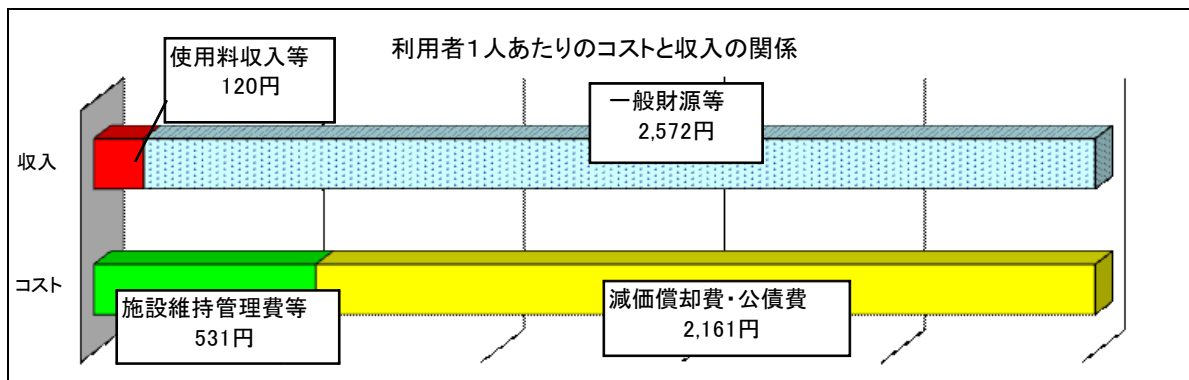 利用者１人あたりのコストと収入の関係
使用料収入等
120円
一般財源等
2,572円
収入
コスト
施設維持管理費等
531円
減価償却費・公債費
2,161円